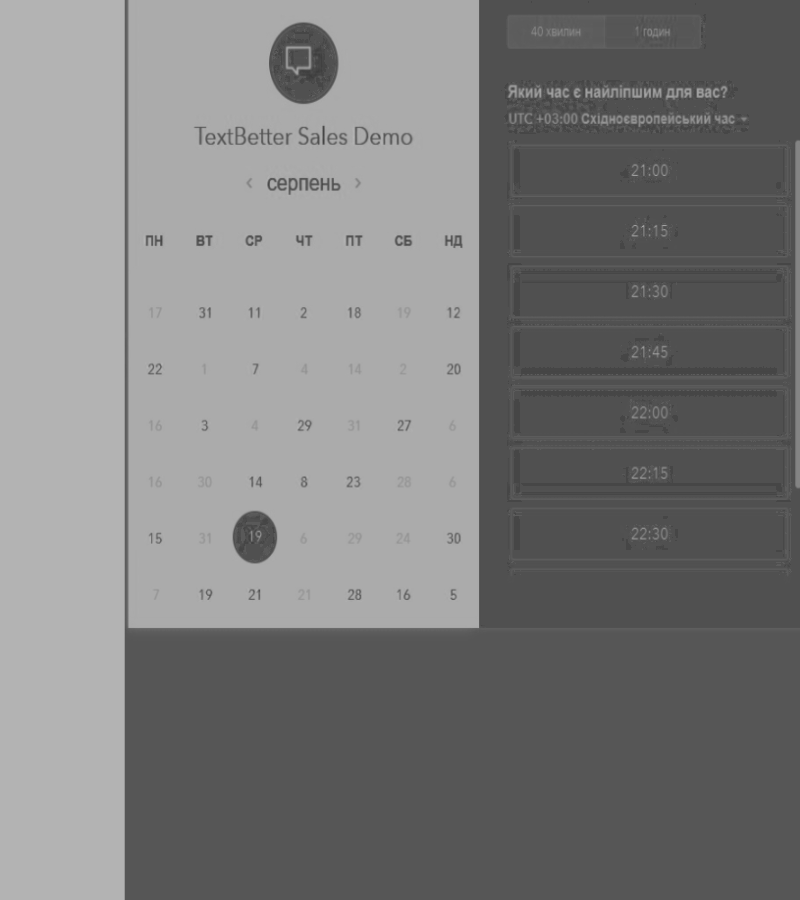 TextBetter Sales Demo
‹ серпень ›
ПН ВТ СР ЧТ ПТ СБ НД
17 31 11 2 18 19 12
22 1 7 4 14 2 20
16 3 4 29 31 27 6
16 30 14 8 23 28 6
15 31 19 6 29 24 30
7 19 21 21 28 16 5
40 хвилин 1 годин
Який час є найліпшим для вас?
UTC +03:00 Східноєвропейський час
21:00
21:15
21:30
21:45
22:00
22:15
22:30